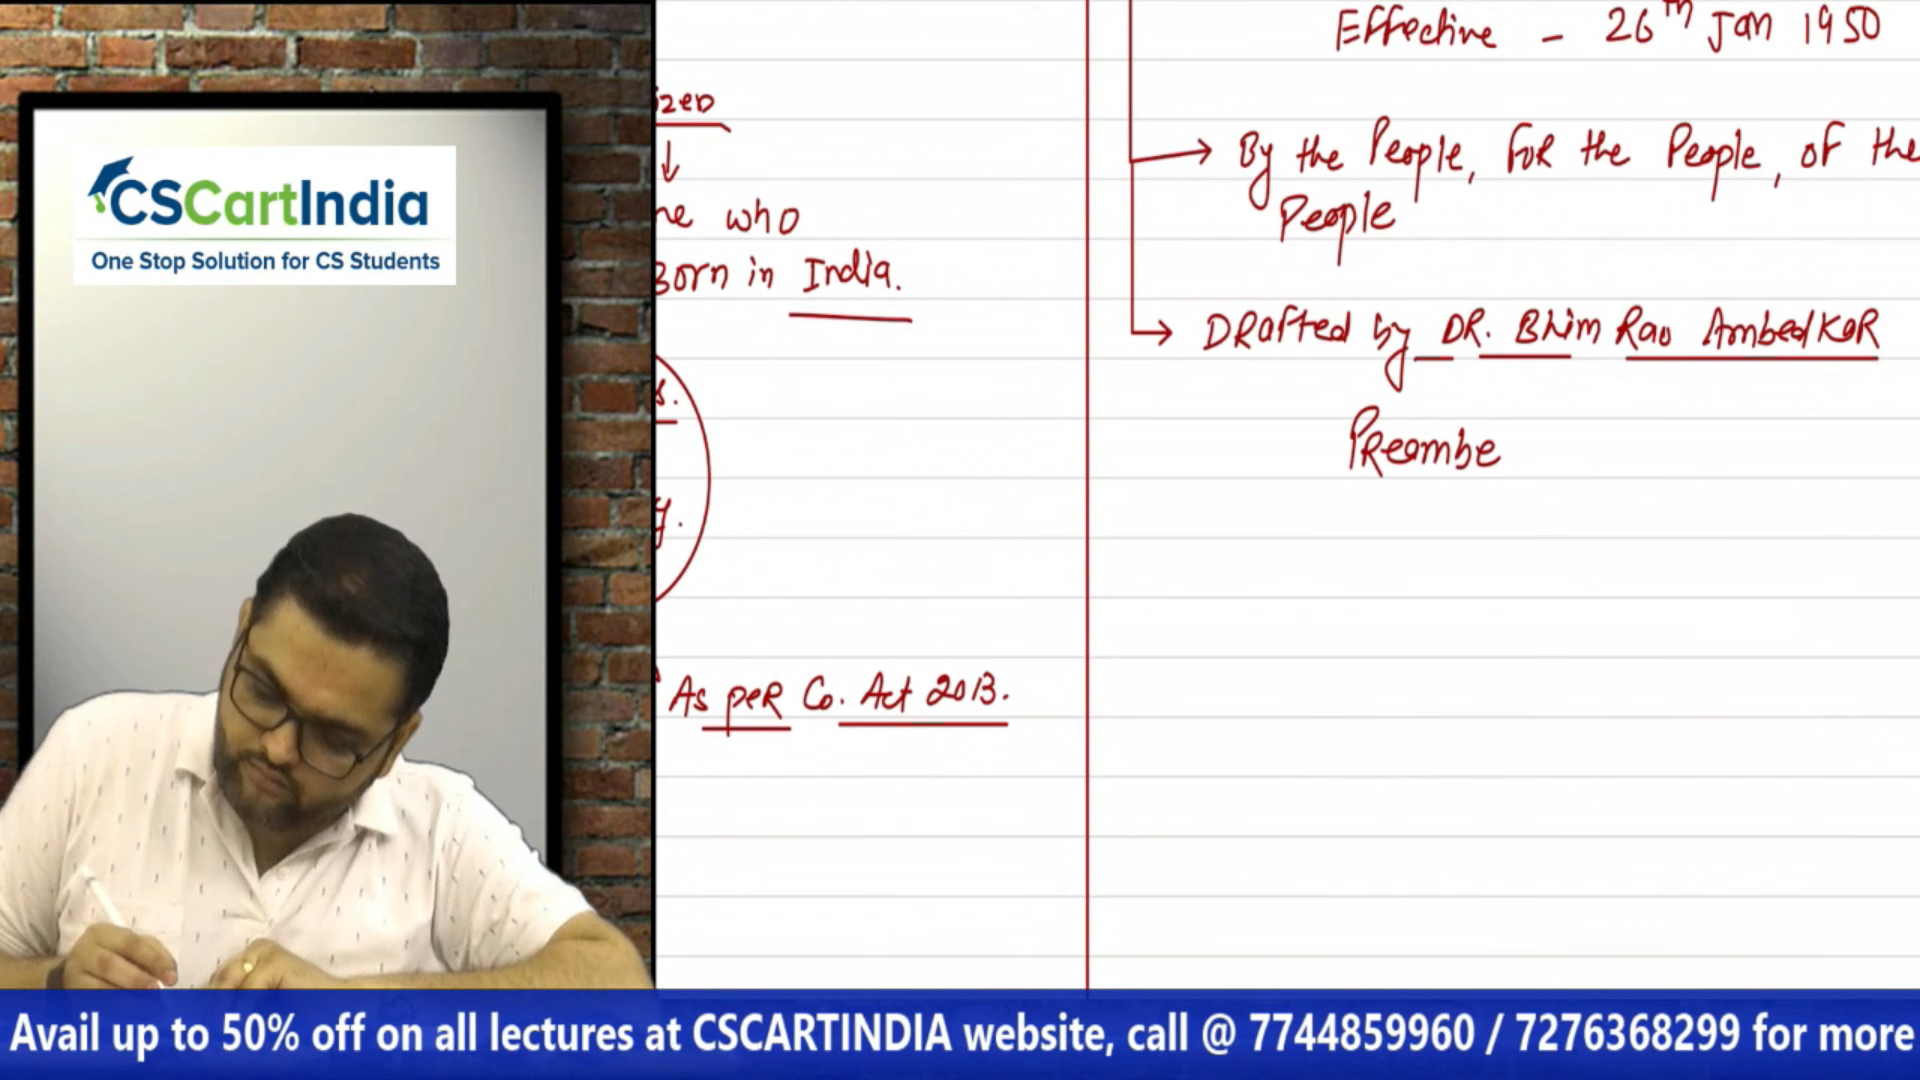 CSCartIndia
One Stop Solution for CS Students
ized
↓
ne who
Born in India.
s.
y.
As per Co. Act 2013.
Effective - 26th Jan 1950
→ By the People, For the People, of the
People
→ Drafted by DR. Bhim Rao Ambedkar
Preambe
Avail up to 50% off on all lectures at CSCARTINDIA website, call @ 7744859960 / 7276368299 for more